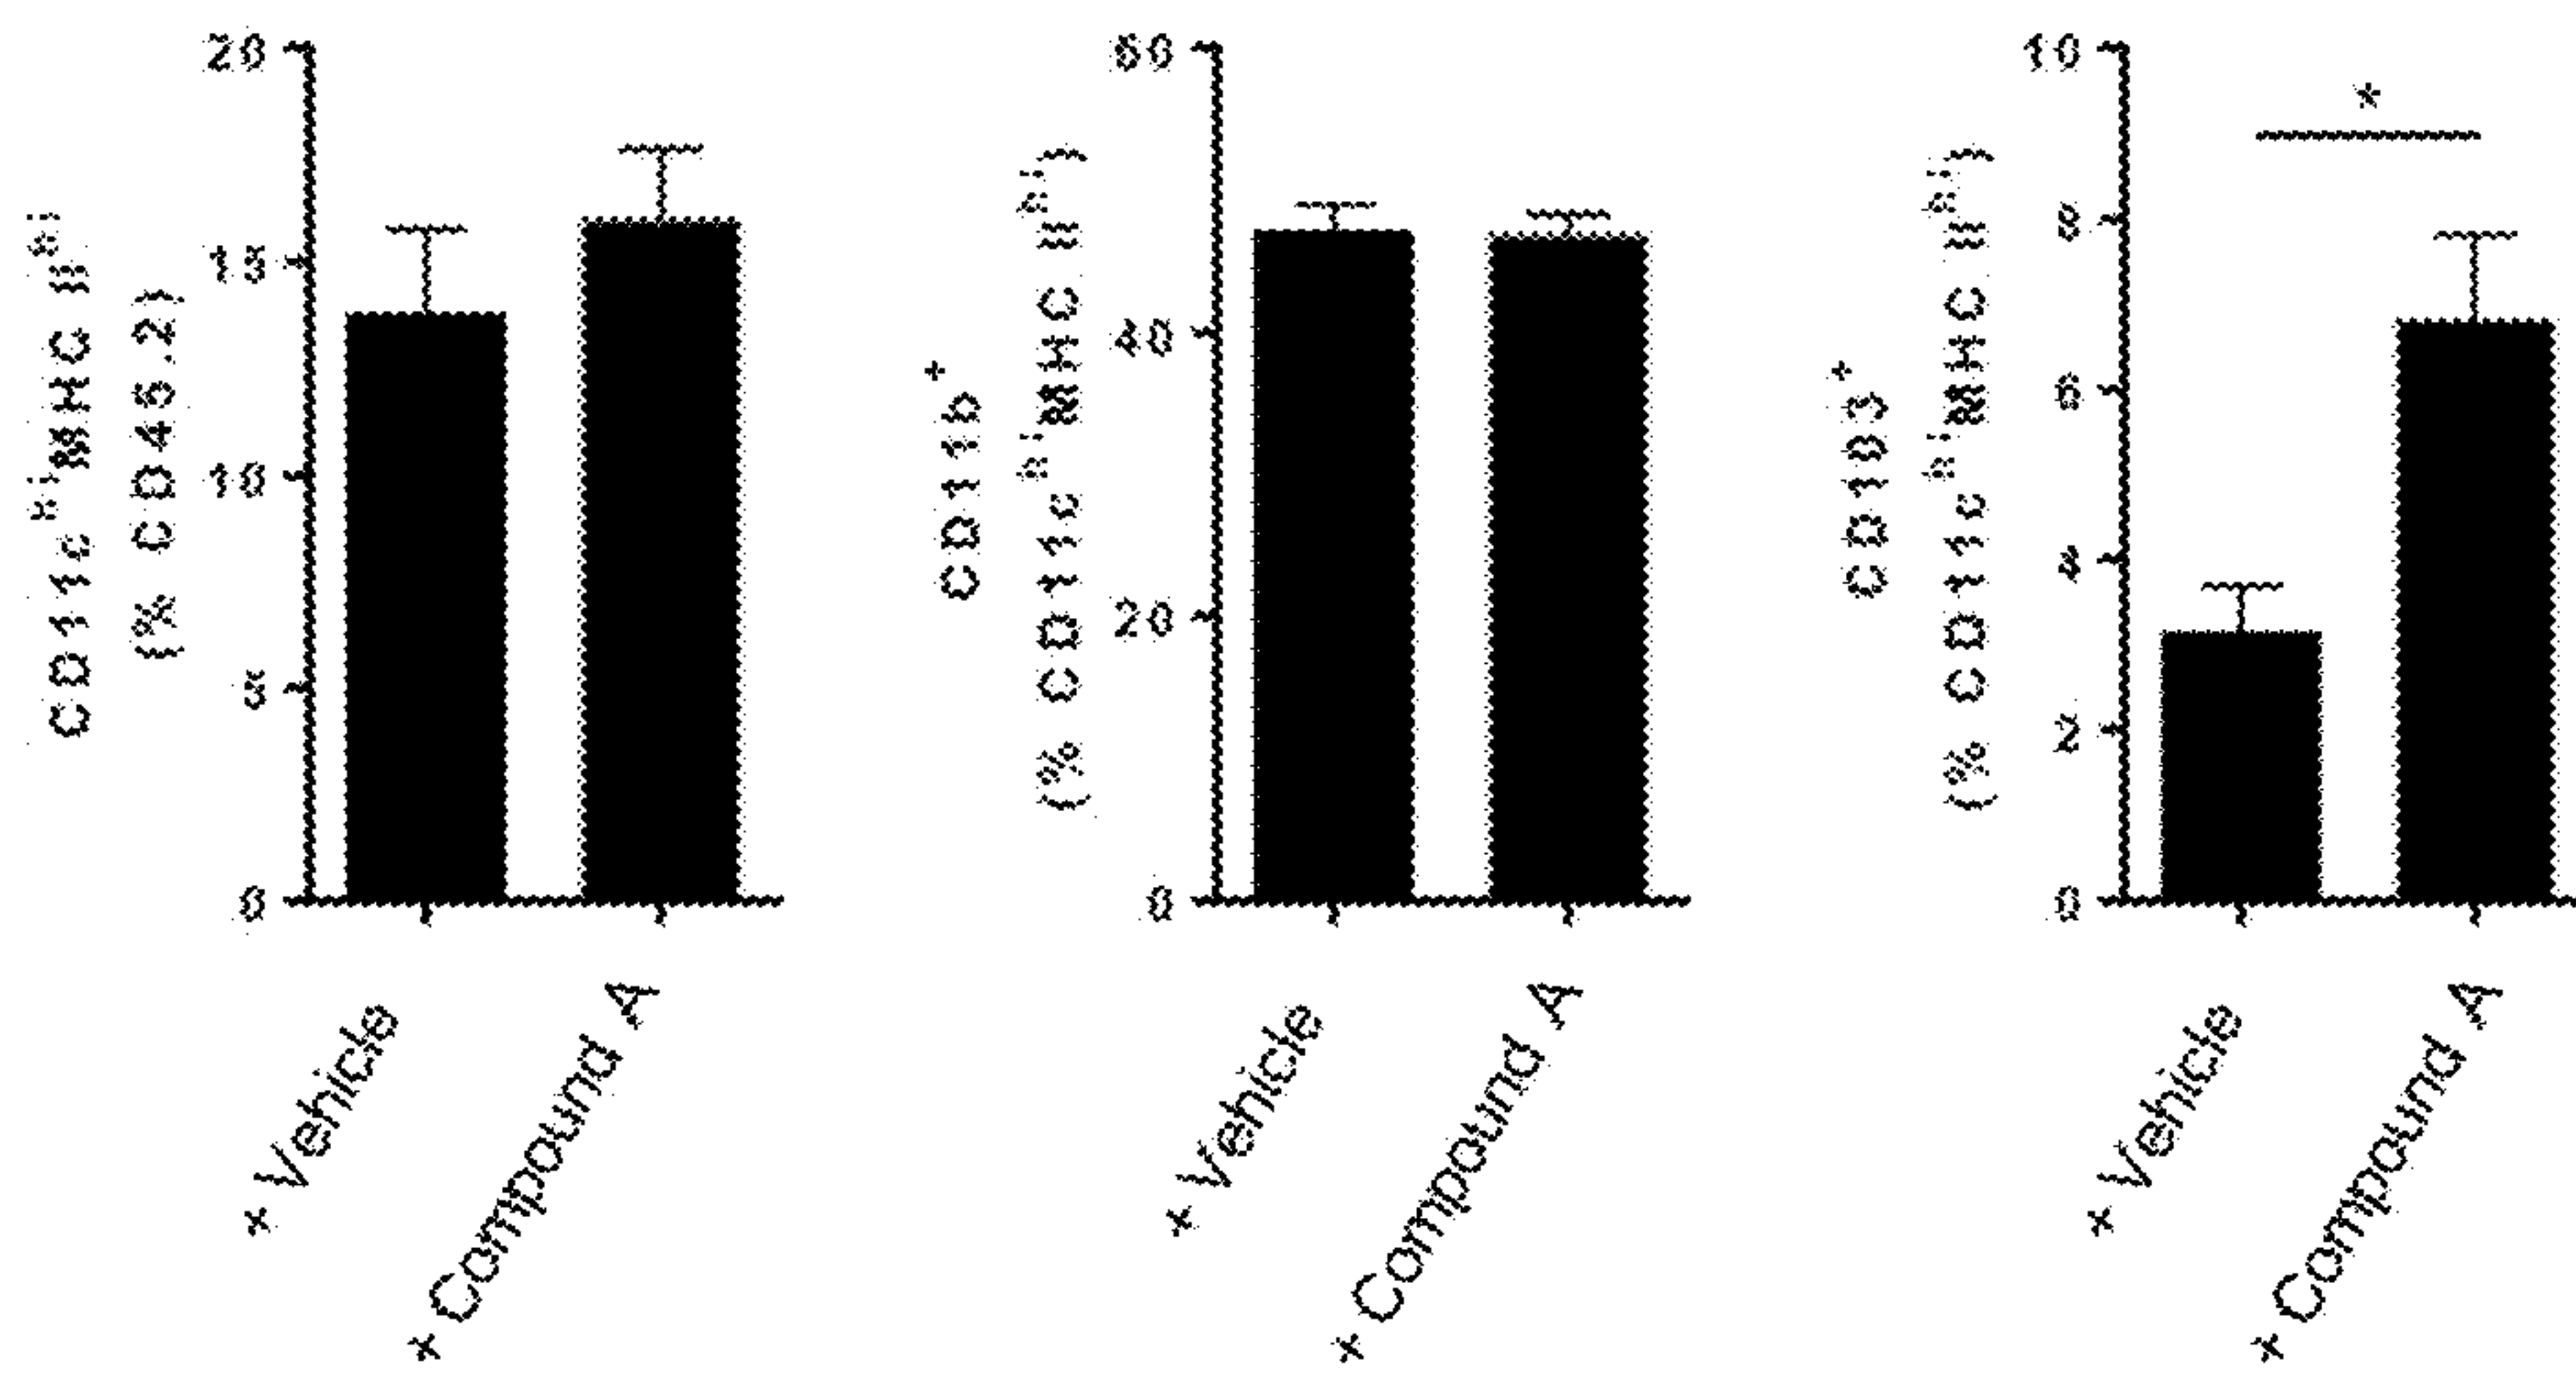 CD11c^hi MHC II^hi
(% CD45.2)
20
15
10
5
0
+ Vehicle
+ Compound A
CD11b+
(% CD11c^hi MHC II^hi)
60
40
20
0
+ Vehicle
+ Compound A
CD103+
(% CD11c^hi MHC II^hi)
10
8
6
4
2
0
*
+ Vehicle
+ Compound A